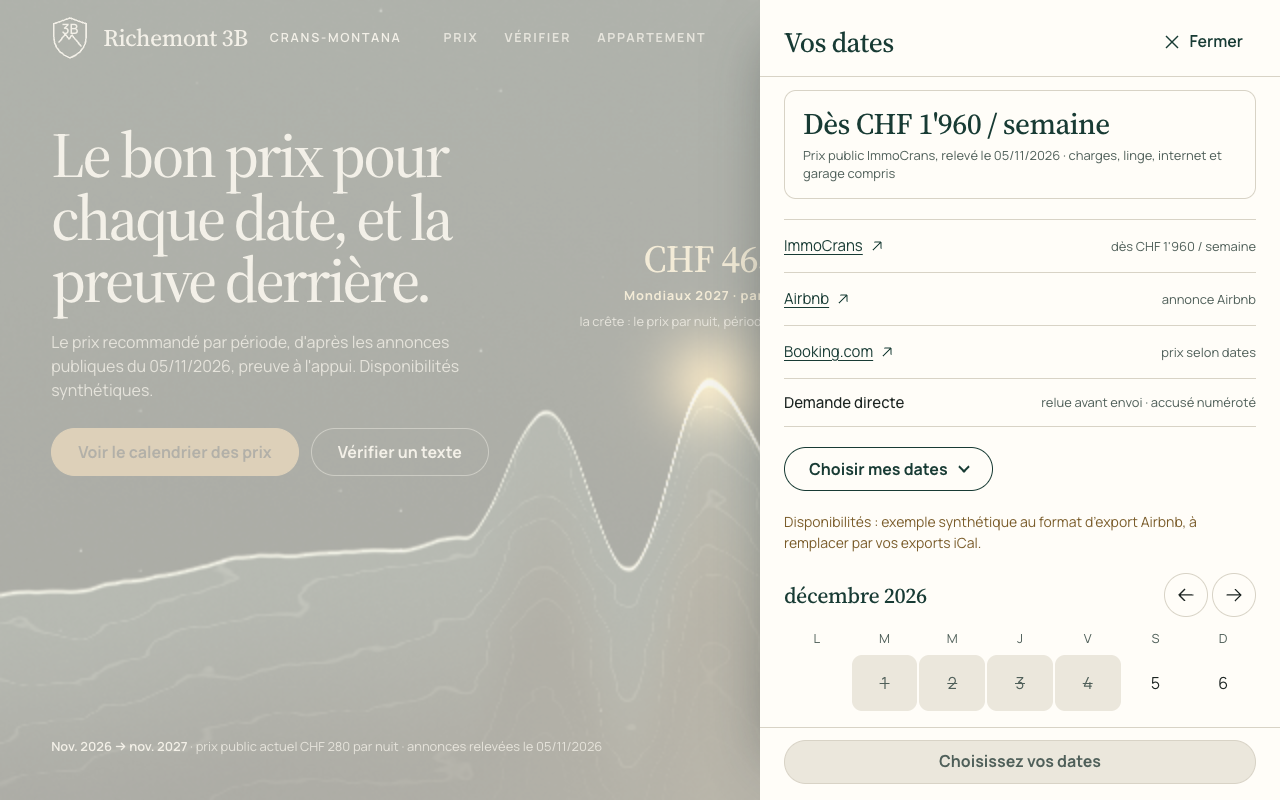 3B
Richemont 3B
CRANS-MONTANA
PRIX
VÉRIFIER
APPARTEMENT
Le bon prix pour
chaque date, et la
preuve derrière.
Le prix recommandé par période, d'après les annonces
publiques du 05/11/2026, preuve à l'appui. Disponibilités
synthétiques.
Voir le calendrier des prix
Vérifier un texte
CHF 46
Mondiaux 2027 · par
la crête : le prix par nuit, périod
Nov. 2026 → nov. 2027 · prix public actuel CHF 280 par nuit · annonces relevées le 05/11/2026
Vos dates
Fermer
Dès CHF 1'960 / semaine
Prix public ImmoCrans, relevé le 05/11/2026 · charges, linge, internet et
garage compris
ImmoCrans ↗ dès CHF 1'960 / semaine
Airbnb ↗ annonce Airbnb
Booking.com ↗ prix selon dates
Demande directe relue avant envoi · accusé numéroté
Choisir mes dates
Disponibilités : exemple synthétique au format d'export Airbnb, à
remplacer par vos exports iCal.
décembre 2026 ← →
L M M J V S D
1 2 3 4 5 6
Choisissez vos dates